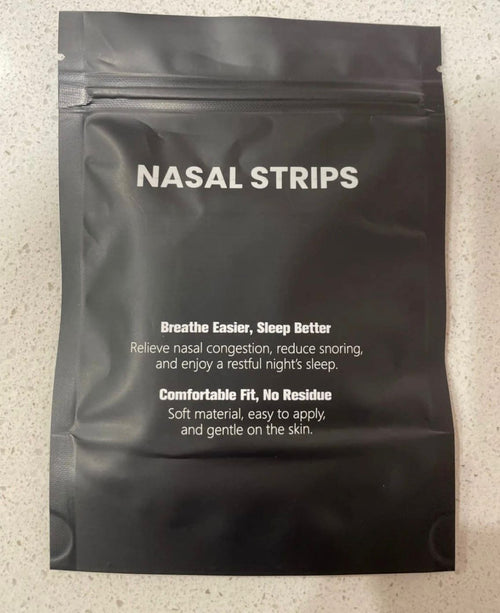 NASAL STRIPS
Breathe Easier, Sleep Better
Relieve nasal congestion, reduce snoring,
and enjoy a restful night's sleep.
Comfortable Fit, No Residue
Soft material, easy to apply,
and gentle on the skin.